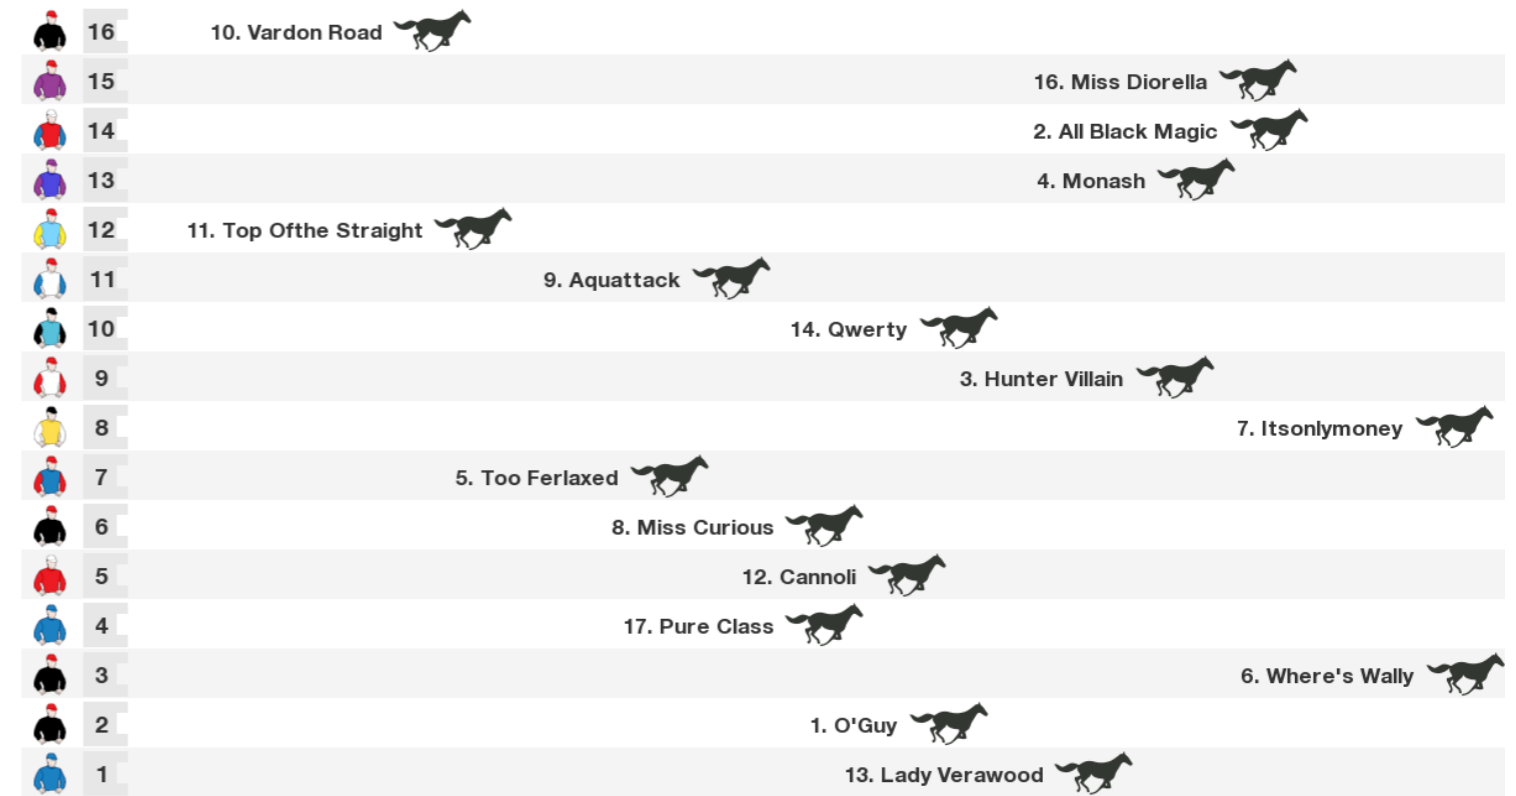 16 10. Vardon Road
15 16. Miss Diorella
14 2. All Black Magic
13 4. Monash
12 11. Top Ofthe Straight
11 9. Aquattack
10 14. Qwerty
9 3. Hunter Villain
8 7. Itsonlymoney
7 5. Too Ferlaxed
6 8. Miss Curious
5 12. Cannoli
4 17. Pure Class
3 6. Where's Wally
2 1. O'Guy
1 13. Lady Verawood